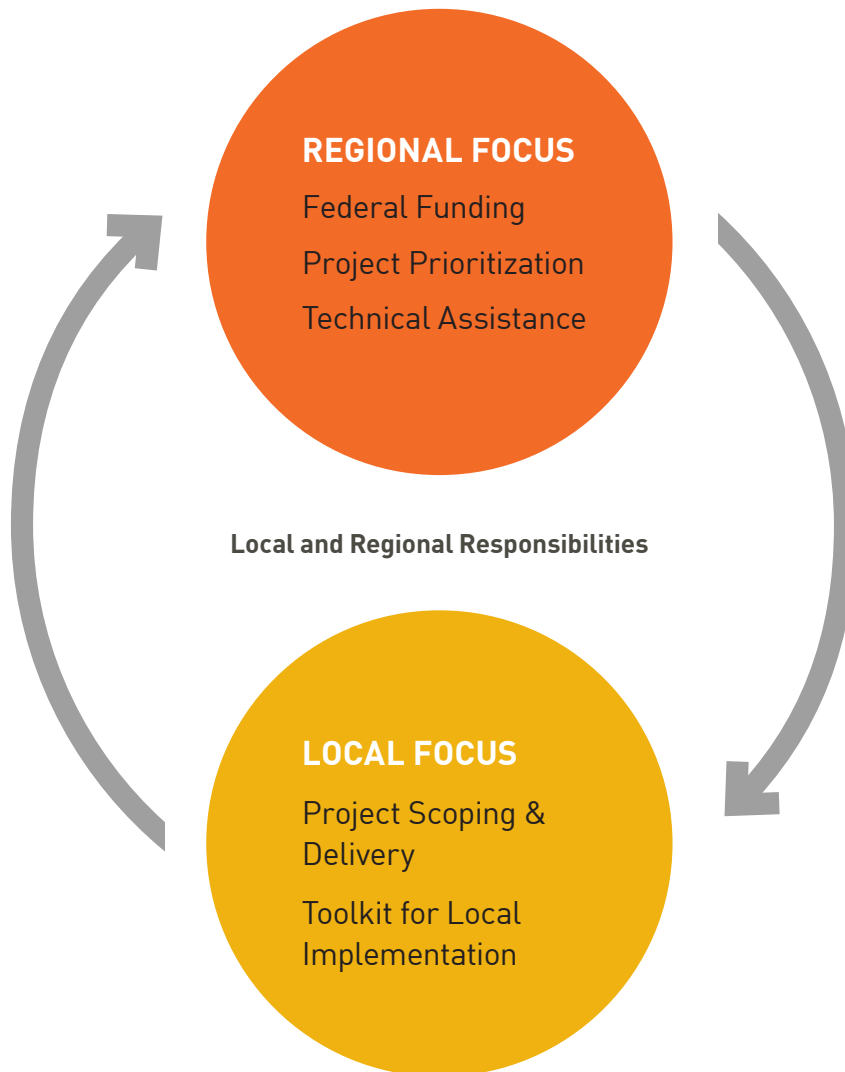 REGIONAL FOCUS
Federal Funding
Project Prioritization
Technical Assistance
Local and Regional Responsibilities
LOCAL FOCUS
Project Scoping &
Delivery
Toolkit for Local
Implementation